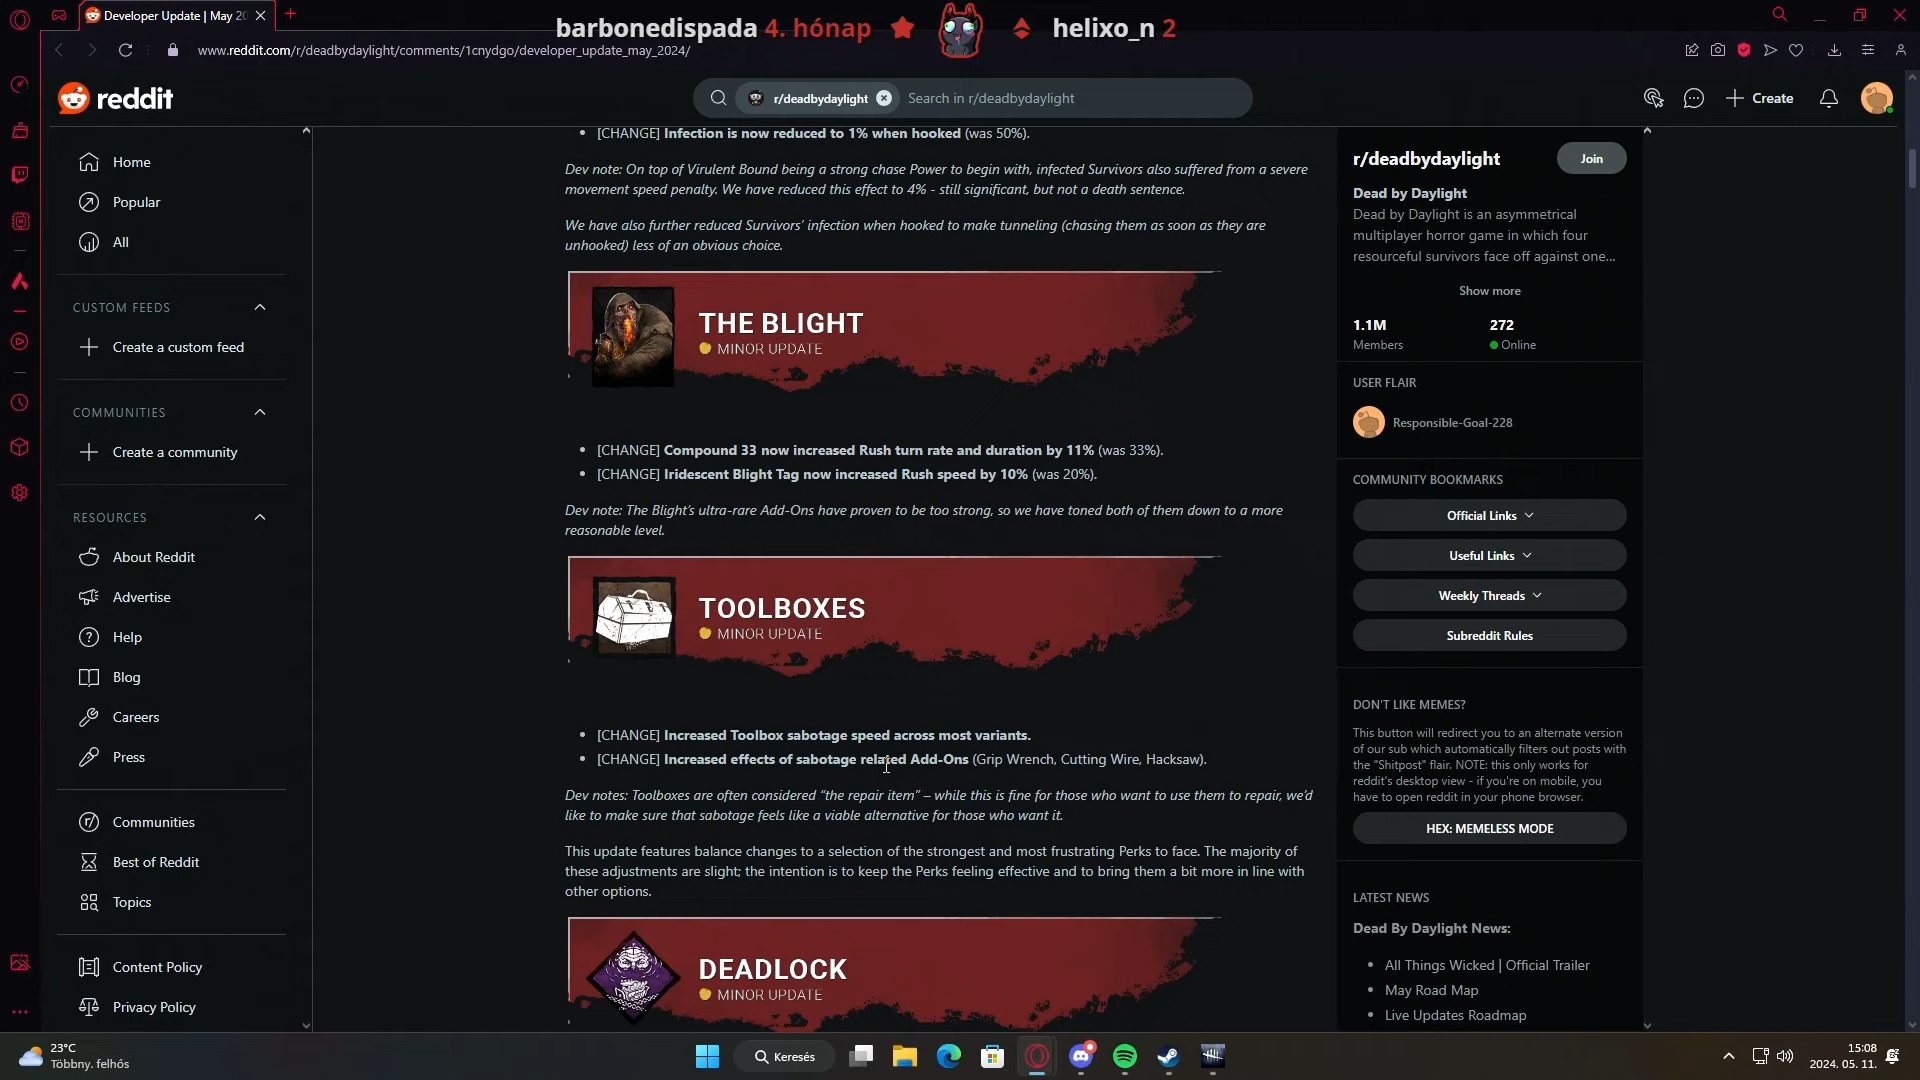 Developer Update | May 20
barbonedispada 4. hónap helixo_n 2
www.reddit.com/r/deadbydaylight/comments/1cnydgo/developer_update_may_2024/
reddit
r/deadbydaylight
Search in r/deadbydaylight
Create
Home
Popular
All
CUSTOM FEEDS
Create a custom feed
COMMUNITIES
Create a community
RESOURCES
About Reddit
Advertise
Help
Blog
Careers
Press
Communities
Best of Reddit
Topics
Content Policy
Privacy Policy
[CHANGE] Infection is now reduced to 1% when hooked (was 50%).
Dev note: On top of Virulent Bound being a strong chase Power to begin with, infected Survivors also suffered from a severe
movement speed penalty. We have reduced this effect to 4% - still significant, but not a death sentence.
We have also further reduced Survivors' infection when hooked to make tunneling (chasing them as soon as they are
unhooked) less of an obvious choice.
THE BLIGHT
MINOR UPDATE
[CHANGE] Compound 33 now increased Rush turn rate and duration by 11% (was 33%).
[CHANGE] Iridescent Blight Tag now increased Rush speed by 10% (was 20%).
Dev note: The Blight's ultra-rare Add-Ons have proven to be too strong, so we have toned both of them down to a more
reasonable level.
TOOLBOXES
MINOR UPDATE
[CHANGE] Increased Toolbox sabotage speed across most variants.
[CHANGE] Increased effects of sabotage related Add-Ons (Grip Wrench, Cutting Wire, Hacksaw).
Dev notes: Toolboxes are often considered “the repair item” – while this is fine for those who want to use them to repair, we'd
like to make sure that sabotage feels like a viable alternative for those who want it.
This update features balance changes to a selection of the strongest and most frustrating Perks to face. The majority of
these adjustments are slight; the intention is to keep the Perks feeling effective and to bring them a bit more in line with
other options.
DEADLOCK
MINOR UPDATE
r/deadbydaylight
Join
Dead by Daylight
Dead by Daylight is an asymmetrical
multiplayer horror game in which four
resourceful survivors face off against one...
Show more
1.1M 272
Members Online
USER FLAIR
Responsible-Goal-228
COMMUNITY BOOKMARKS
Official Links
Useful Links
Weekly Threads
Subreddit Rules
DON'T LIKE MEMES?
This button will redirect you to an alternate version
of our sub which automatically filters out posts with
the "Shitpost" flair. NOTE: this only works for
reddit's desktop view - if you're on mobile, you
have to open reddit in your phone browser.
HEX: MEMELESS MODE
LATEST NEWS
Dead By Daylight News:
All Things Wicked | Official Trailer
May Road Map
Live Updates Roadmap
23°C
Többny. felhős
Keresés
15:08
2024. 05. 11.